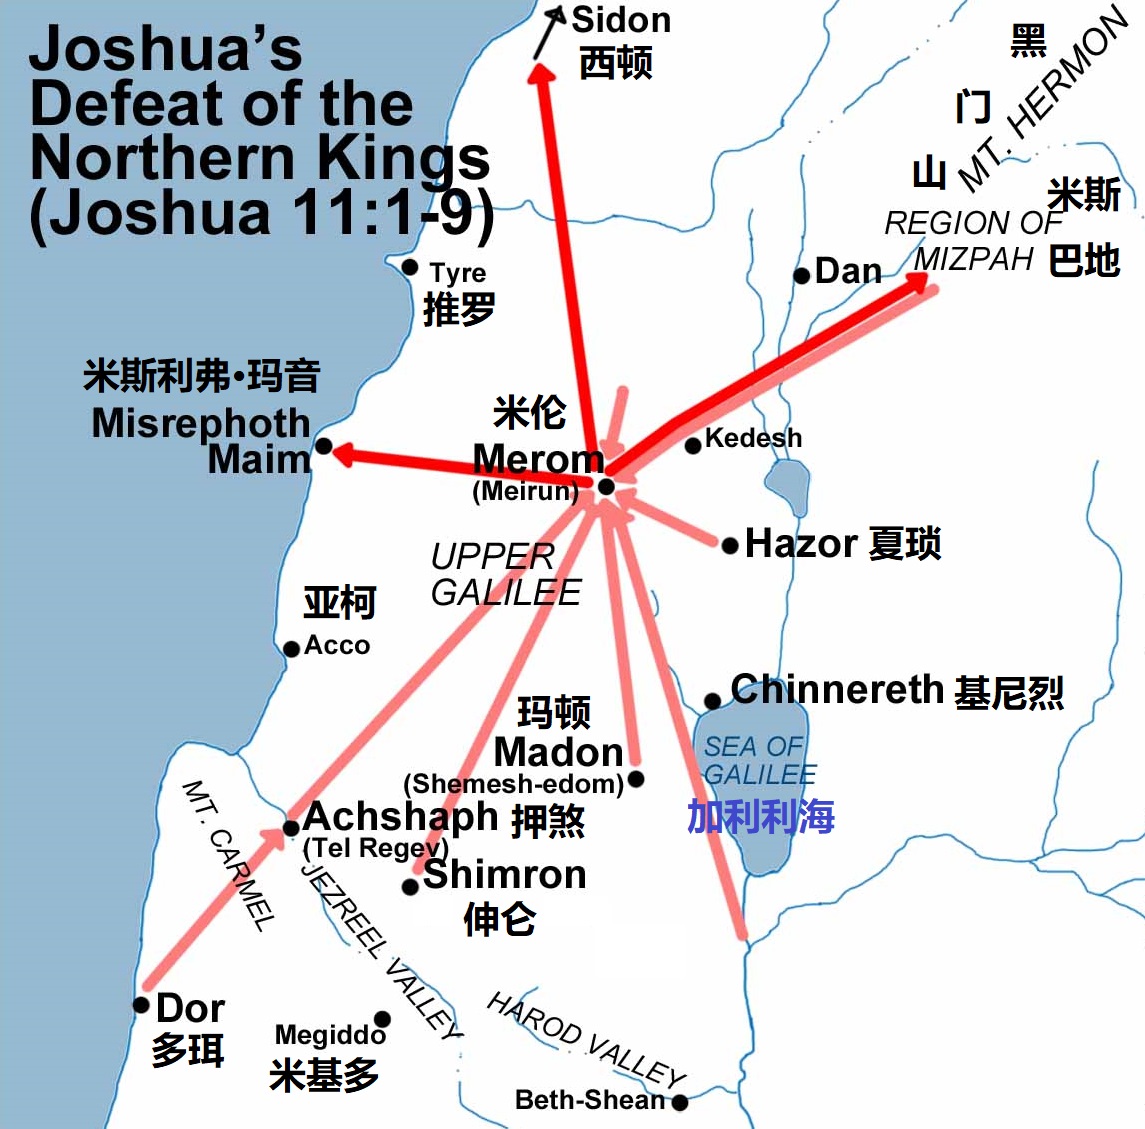 Joshua's
Defeat of the
Northern Kings
(Joshua 11:1-9)
Sidon
西顿
黑
门
山
MT. HERMON
米斯
巴地
REGION OF
MIZPAH
Dan
Tyre
推罗
米斯利弗•玛音
Misrephoth
Maim
米伦
Merom
(Meirun)
Kedesh
Hazor 夏琐
UPPER
GALILEE
亚柯
Acco
Chinnereth 基尼烈
玛顿
Madon
(Shemesh-edom)
SEA OF
GALILEE
加利利海
MT. CARMEL
Achshaph 押煞
(Tel Regev)
Shimron
伸仑
JEZREEL VALLEY
Dor
多珥
Megiddo
米基多
HAROD VALLEY
Beth-Shean